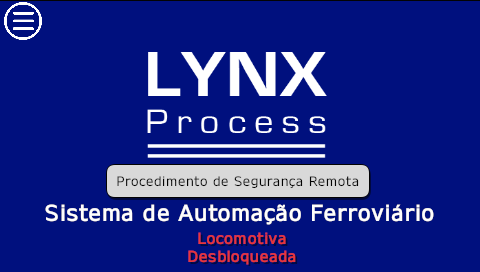 LYNX
Process
Procedimento de Segurança Remota
Sistema de Automação Ferroviário
Locomotiva
Desbloqueada